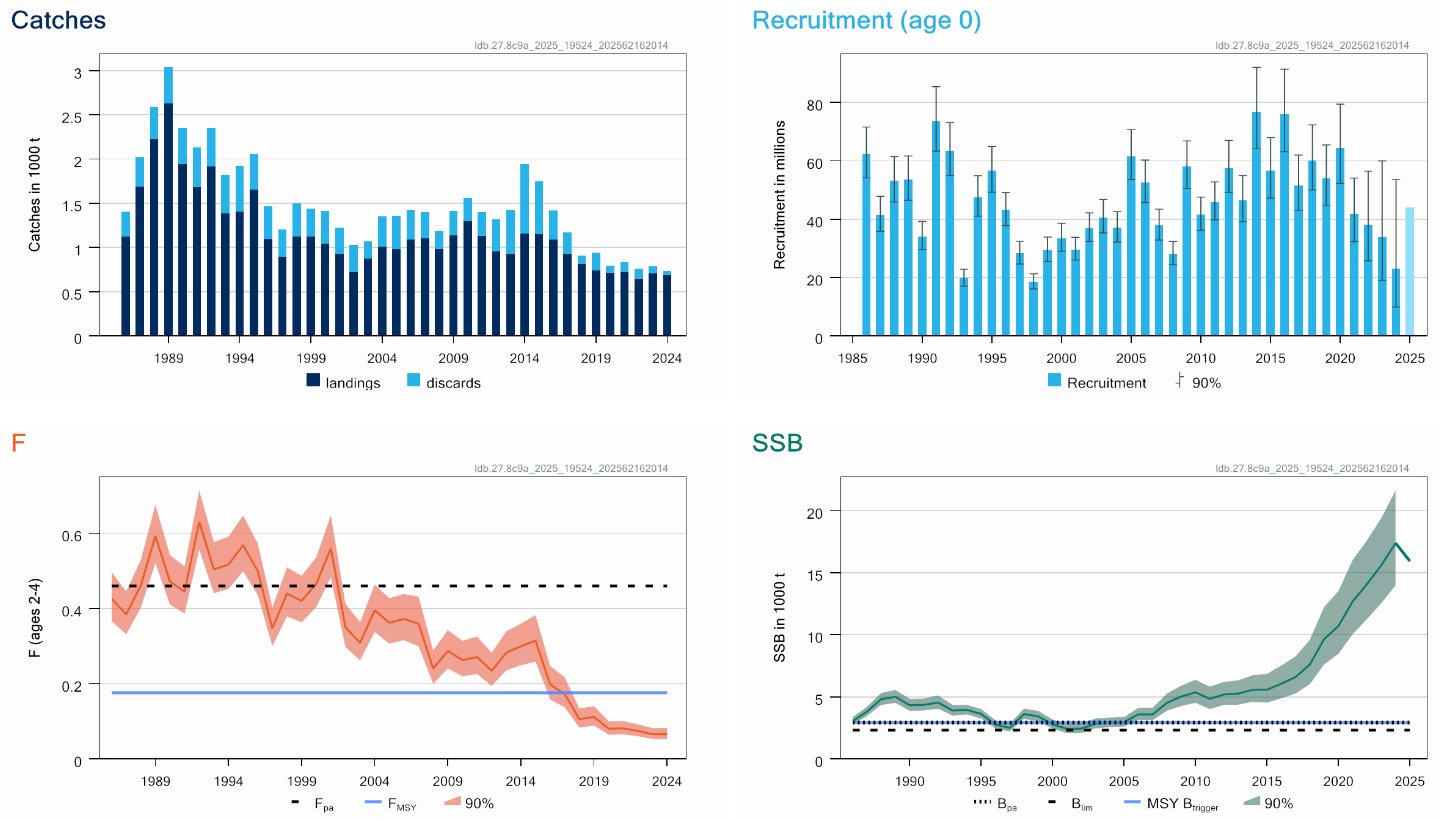 Catches
ldb.27.8c9a_2025_19524_202562162014
Catches in 1000 t
3
2.5
2
1.5
1
0.5
0
1989 1994 1999 2004 2009 2014 2019 2024
landings discards
Recruitment (age 0)
ldb.27.8c9a_2025_19524_202562162014
Recruitment in millions
80
60
40
20
0
1985 1990 1995 2000 2005 2010 2015 2020 2025
Recruitment 90%
F
ldb.27.8c9a_2025_19524_202562162014
F (ages 2-4)
0.6
0.4
0.2
0
1989 1994 1999 2004 2009 2014 2019 2024
Fpa FMSY 90%
SSB
ldb.27.8c9a_2025_19524_202562162014
SSB in 1000 t
20
15
10
5
0
1990 1995 2000 2005 2010 2015 2020 2025
Bpa Blim MSY Btrigger 90%